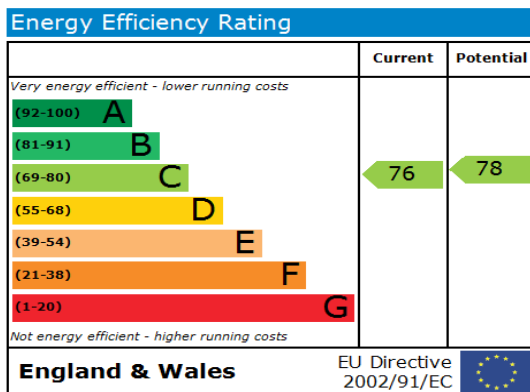 Energy Efficiency Rating
Current Potential
Very energy efficient - lower running costs
(92-100) A
(81-91) B
(69-80) C
76 78
(55-68) D
(39-54) E
(21-38) F
(1-20) G
Not energy efficient - higher running costs
England & Wales
EU Directive
2002/91/EC